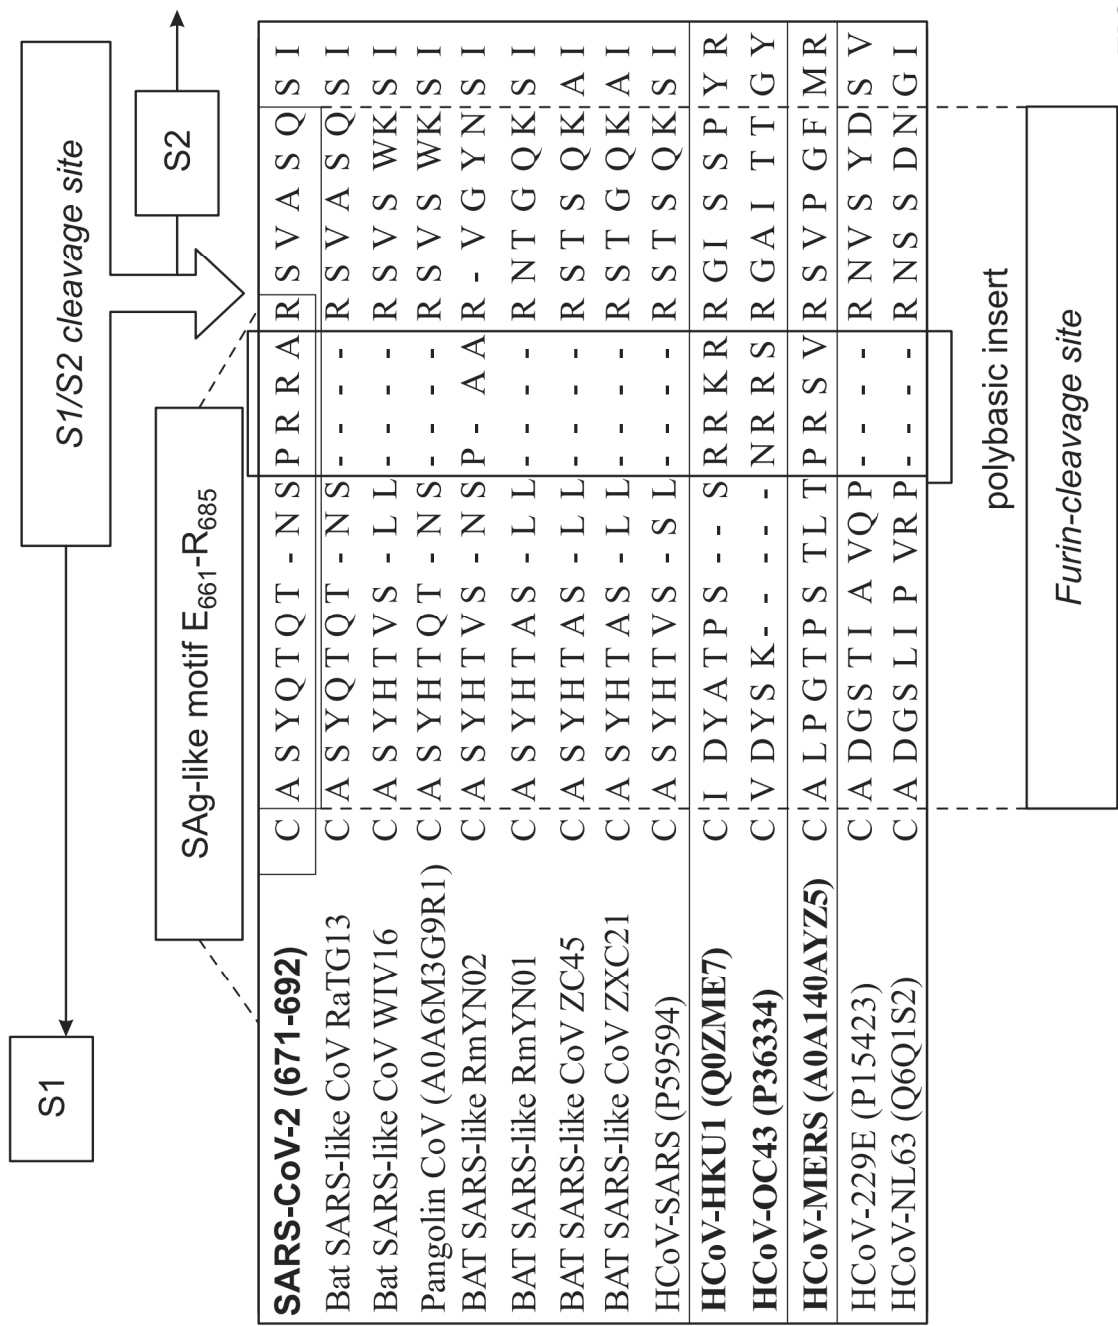 S1
S1/S2 cleavage site
S2
SAg-like motif E661-R685
SARS-CoV-2 (671-692) C A S Y Q T Q T - N S P R R A R S V A S Q S I
Bat SARS-like CoV RaTG13 C A S Y Q T Q T - N S - - - - R S V A S Q S I
Bat SARS-like CoV WIV16 C A S Y H T V S - L L - - - - R S V S S W K S I
Pangolin CoV (A0A6M3G9R1) C A S Y H T Q T - N S - - - - R S V S S W K S I
BAT SARS-like RmYN02 C A S Y H T V S - N S P - A A R - V G Y N S I
BAT SARS-like RmYN01 C A S Y H T A S - L L - - - - R N T G Q K S I
BAT SARS-like CoV ZC45 C A S Y H T A S - L L - - - - R S T S Q K A I
BAT SARS-like CoV ZXC21 C A S Y H T A S - L L - - - - R S T G Q K A I
HCoV-SARS (P59594) C A S Y H T V S - S L - - - - R S T S Q K S I
HCoV-HKU1 (Q0ZME7) C I D Y A T P S - - S R R K R R G I S S P Y R
HCoV-OC43 (P36334) C V D Y S K - - - - - N R R S R G A I T T G Y
HCoV-MERS (A0A140AYZ5) C A L P G T P S T L T P R S V R S V P G F M R
HCoV-229E (P15423) C A D G S T I A V Q P - - - - R N V S Y D S V
HCoV-NL63 (Q6Q1S2) C A D G S L I P V R P - - - - R N S S D N G I
polybasic insert
Furin-cleavage site